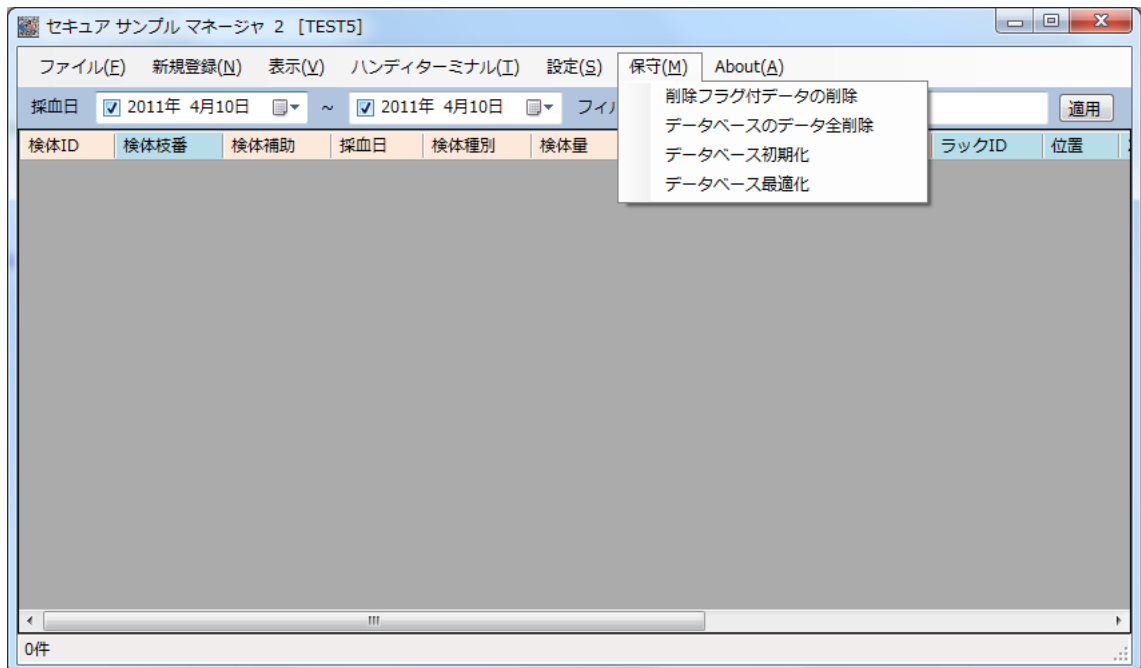 セキュア サンプル マネージャ 2 [TEST5]
ファイル(F) 新規登録(N) 表示(V) ハンディターミナル(T) 設定(S) 保守(M) About(A)
採血日 2011年 4月10日 ~ 2011年 4月10日 適用
削除フラグ付データの削除
データベースのデータ全削除
データベース初期化
データベース最適化
検体ID 検体枝番 検体補助 採血日 検体種別 検体量 ラックID 位置
0件